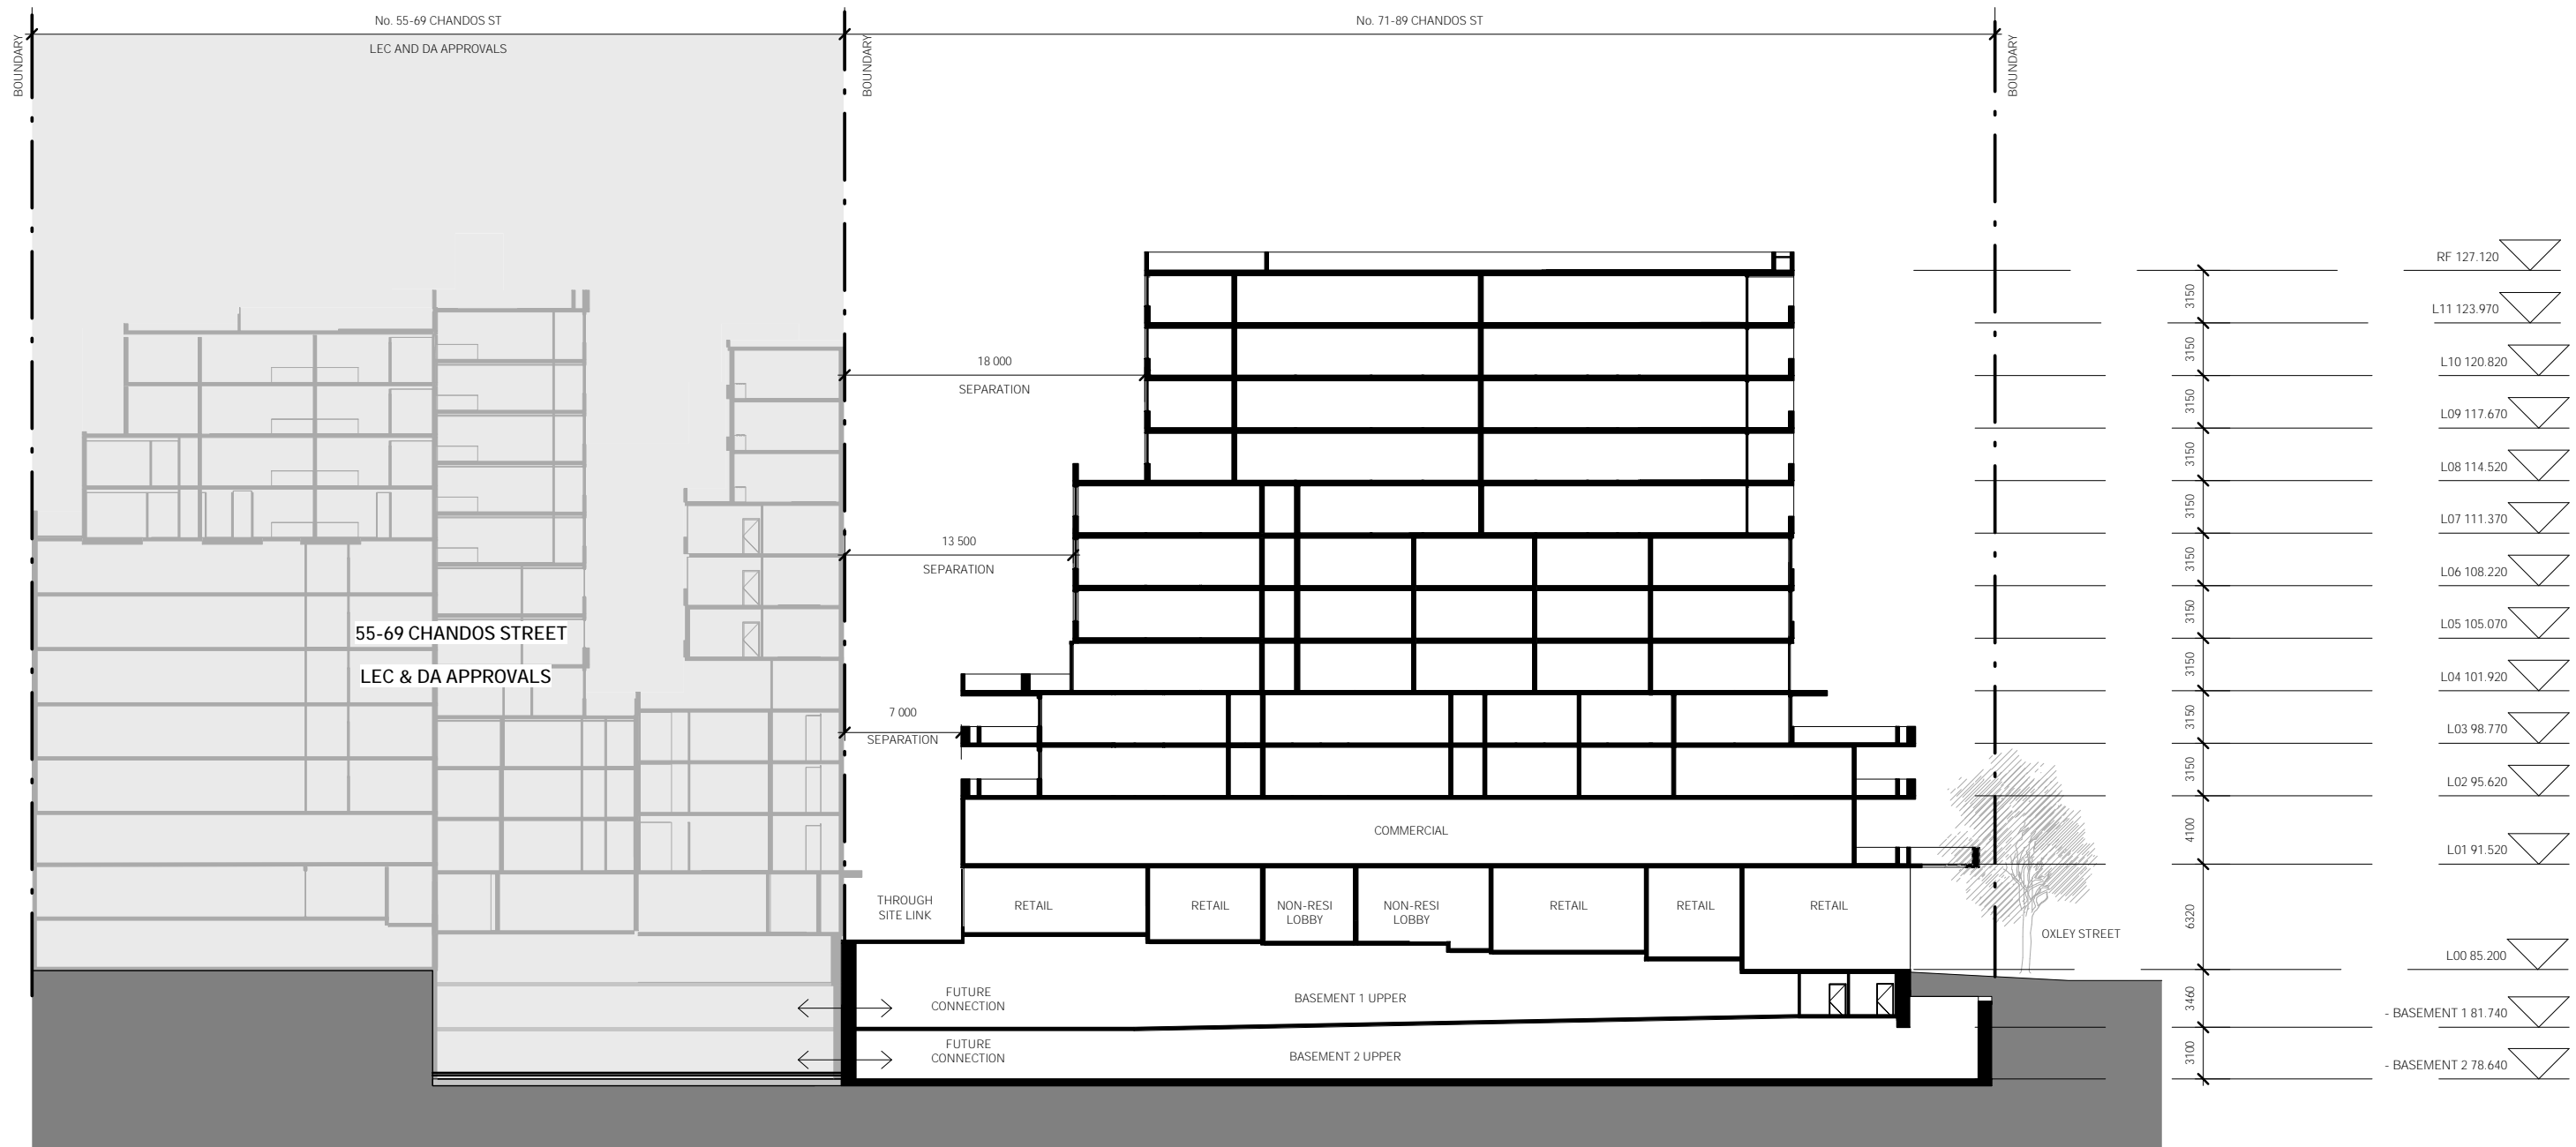 No. 55-69 CHANDOS ST
LEC AND DA APPROVALS
No. 71-89 CHANDOS ST
BOUNDARY
BOUNDARY
BOUNDARY
RF 127.120
3150
L11 123.970
3150
L10 120.820
3150
L09 117.670
3150
L08 114.520
3150
L07 111.370
3150
L06 108.220
3150
L05 105.070
3150
L04 101.920
3150
L03 98.770
3150
L02 95.620
4100
L01 91.520
6320
L00 85.200
3460
- BASEMENT 1 81.740
3100
- BASEMENT 2 78.640
18 000
SEPARATION
13 500
SEPARATION
7 000
SEPARATION
55-69 CHANDOS STREET
LEC & DA APPROVALS
COMMERCIAL
THROUGH
SITE LINK
RETAIL
RETAIL
NON-RESI
LOBBY
NON-RESI
LOBBY
RETAIL
RETAIL
RETAIL
OXLEY STREET
FUTURE
CONNECTION
BASEMENT 1 UPPER
FUTURE
CONNECTION
BASEMENT 2 UPPER